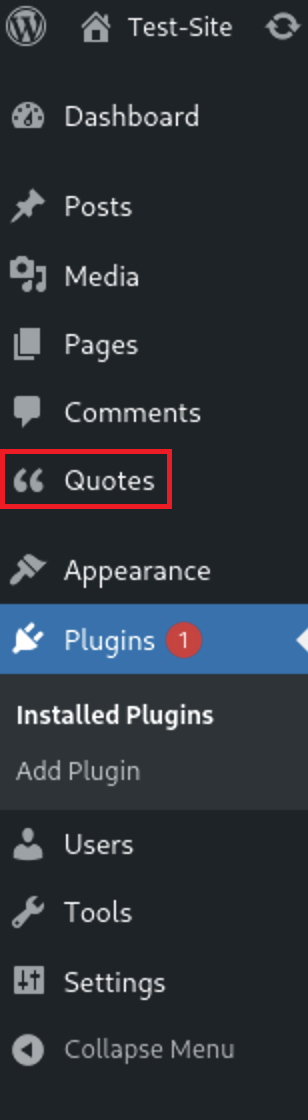 Test-Site
Dashboard
Posts
Media
Pages
Comments
Quotes
Appearance
Plugins 1
Installed Plugins
Add Plugin
Users
Tools
Settings
Collapse Menu